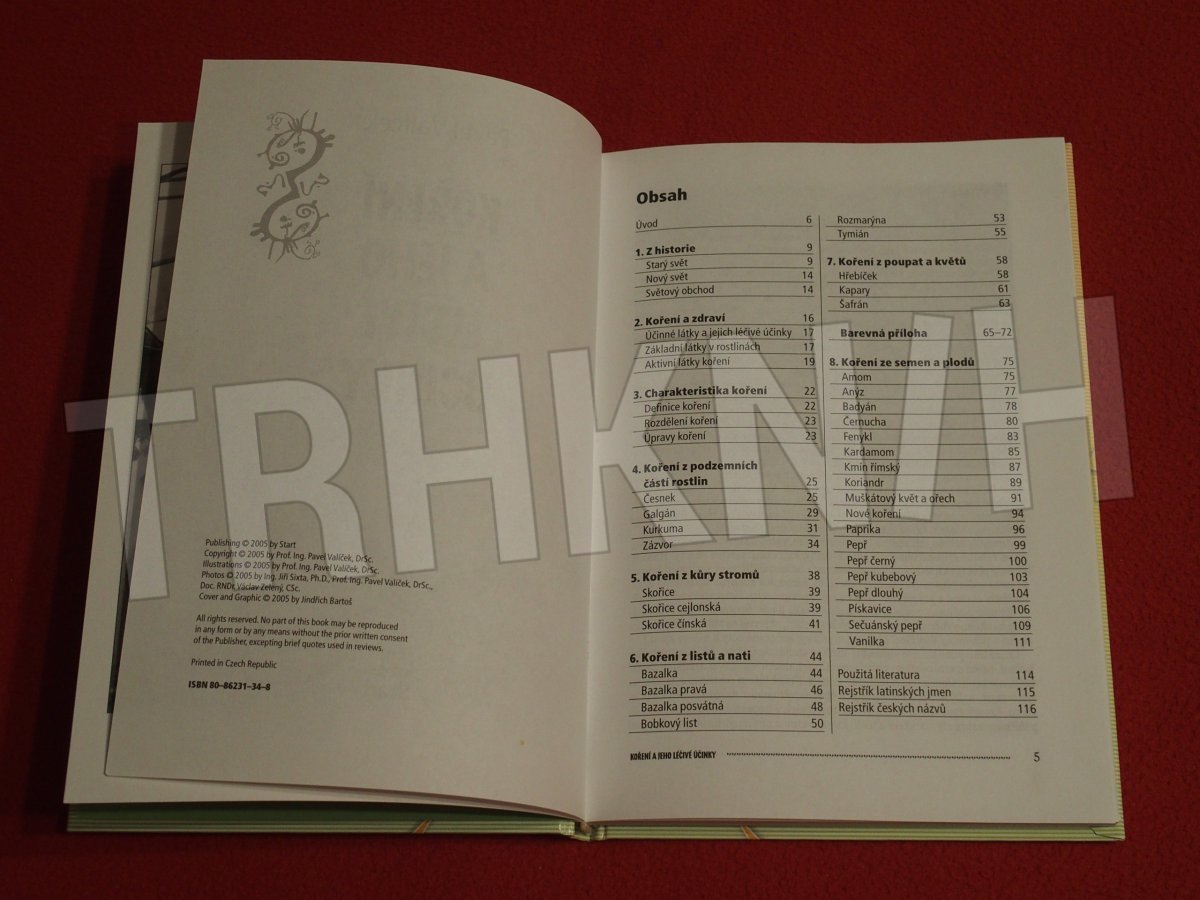 Publishing © 2005 by Start
Copyright © 2005 by Prof. Ing. Pavel Valíček, DrSc.
Illustrations © 2005 by Prof. Ing. Pavel Valíček, DrSc.
Photos © 2005 by Ing. Jiří Sixta, Ph.D., Prof. Ing. Pavel Valíček, DrSc.,
Doc. RNDr. Václav Zelený, CSc.
Cover and Graphic © 2005 by Jindřich Bartoš
All rights reserved. No part of this book may be reproduced
in any form or by any means without the prior written consent
of the Publisher, excepting brief quotes used in reviews.
Printed in Czech Republic
ISBN 80–86231–34–8
Obsah
Úvod 6
1. Z historie 9
Starý svět 9
Nový svět 14
Světový obchod 14
2. Koření a zdraví 16
Účinné látky a jejich léčivé účinky 17
Základní látky v rostlinách 17
Aktivní látky koření 19
3. Charakteristika koření 22
Definice koření 22
Rozdělení koření 23
Úpravy koření 23
4. Koření z podzemních
částí rostlin 25
Česnek 25
Galgán 29
Kurkuma 31
Zázvor 34
5. Koření z kůry stromů 38
Skořice 39
Skořice cejlonská 39
Skořice čínská 41
6. Koření z listů a nati 44
Bazalka 44
Bazalka pravá 46
Bazalka posvátná 48
Bobkový list 50
Rozmarýna 53
Tymián 55
7. Koření z poupat a květů 58
Hřebíček 58
Kapary 61
Šafrán 63
Barevná příloha 65–72
8. Koření ze semen a plodů 75
Amom 75
Anýz 77
Badyán 78
Černucha 80
Fenykl 83
Kardamom 85
Kmín římský 87
Koriandr 89
Muškátový květ a ořech 91
Nové koření 94
Paprika 96
Pepř 99
Pepř černý 100
Pepř kubebový 103
Pepř dlouhý 104
Pískavice 106
Sečuánský pepř 109
Vanilka 111
Použitá literatura 114
Rejstřík latinských jmen 115
Rejstřík českých názvů 116
KOŘENÍ A JEHO LÉČIVÉ ÚČINKY 5
TRHKNIH